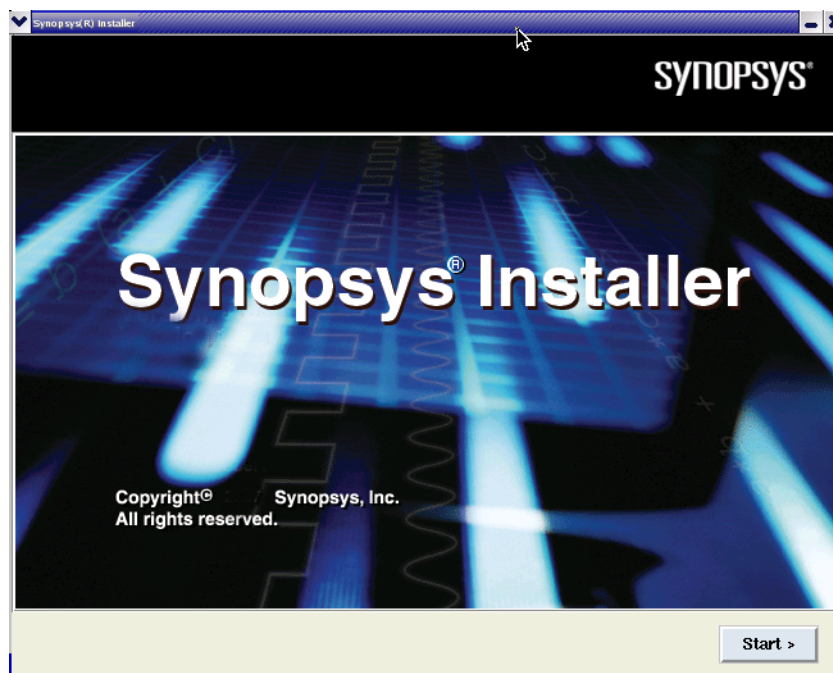 Synopsys(R) Installer
SYNOPSYS®
Synopsys® Installer
Copyright© Synopsys, Inc.
All rights reserved.
Start >